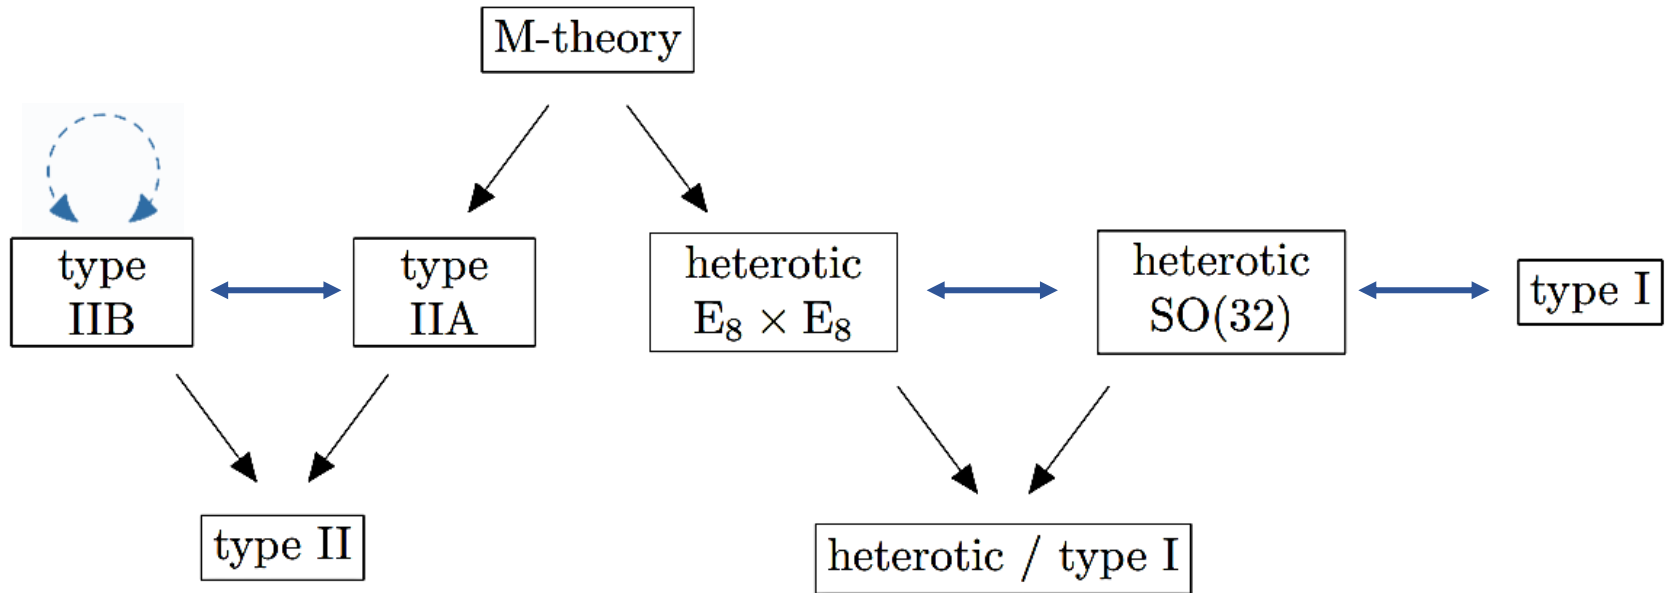 M-theory
type
IIB
type
IIA
heterotic
E₈ × E₈
heterotic
SO(32)
type I
type II
heterotic / type I